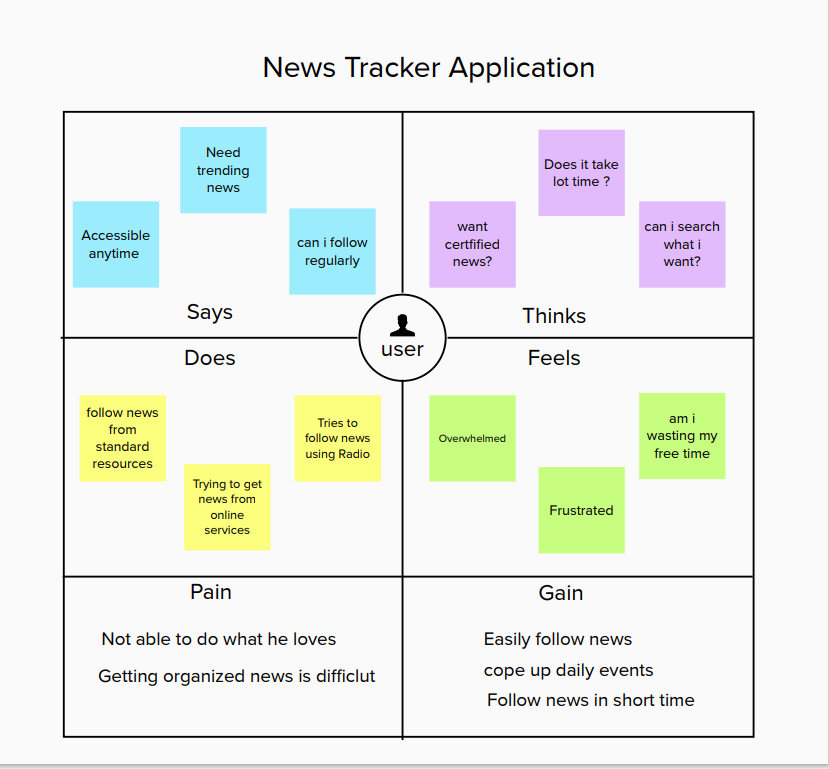 News Tracker Application
Need
trending
news
Accessible
anytime
can i follow
regularly
Says
Does it take
lot time ?
want
certfified
news?
can i search
what i
want?
Thinks
user
Does
follow news
from
standard
resources
Trying to get
news from
online
services
Tries to
follow news
using Radio
Feels
Overwhelmed
Frustrated
am i
wasting my
free time
Pain
Not able to do what he loves
Getting organized news is difficlut
Gain
Easily follow news
cope up daily events
Follow news in short time